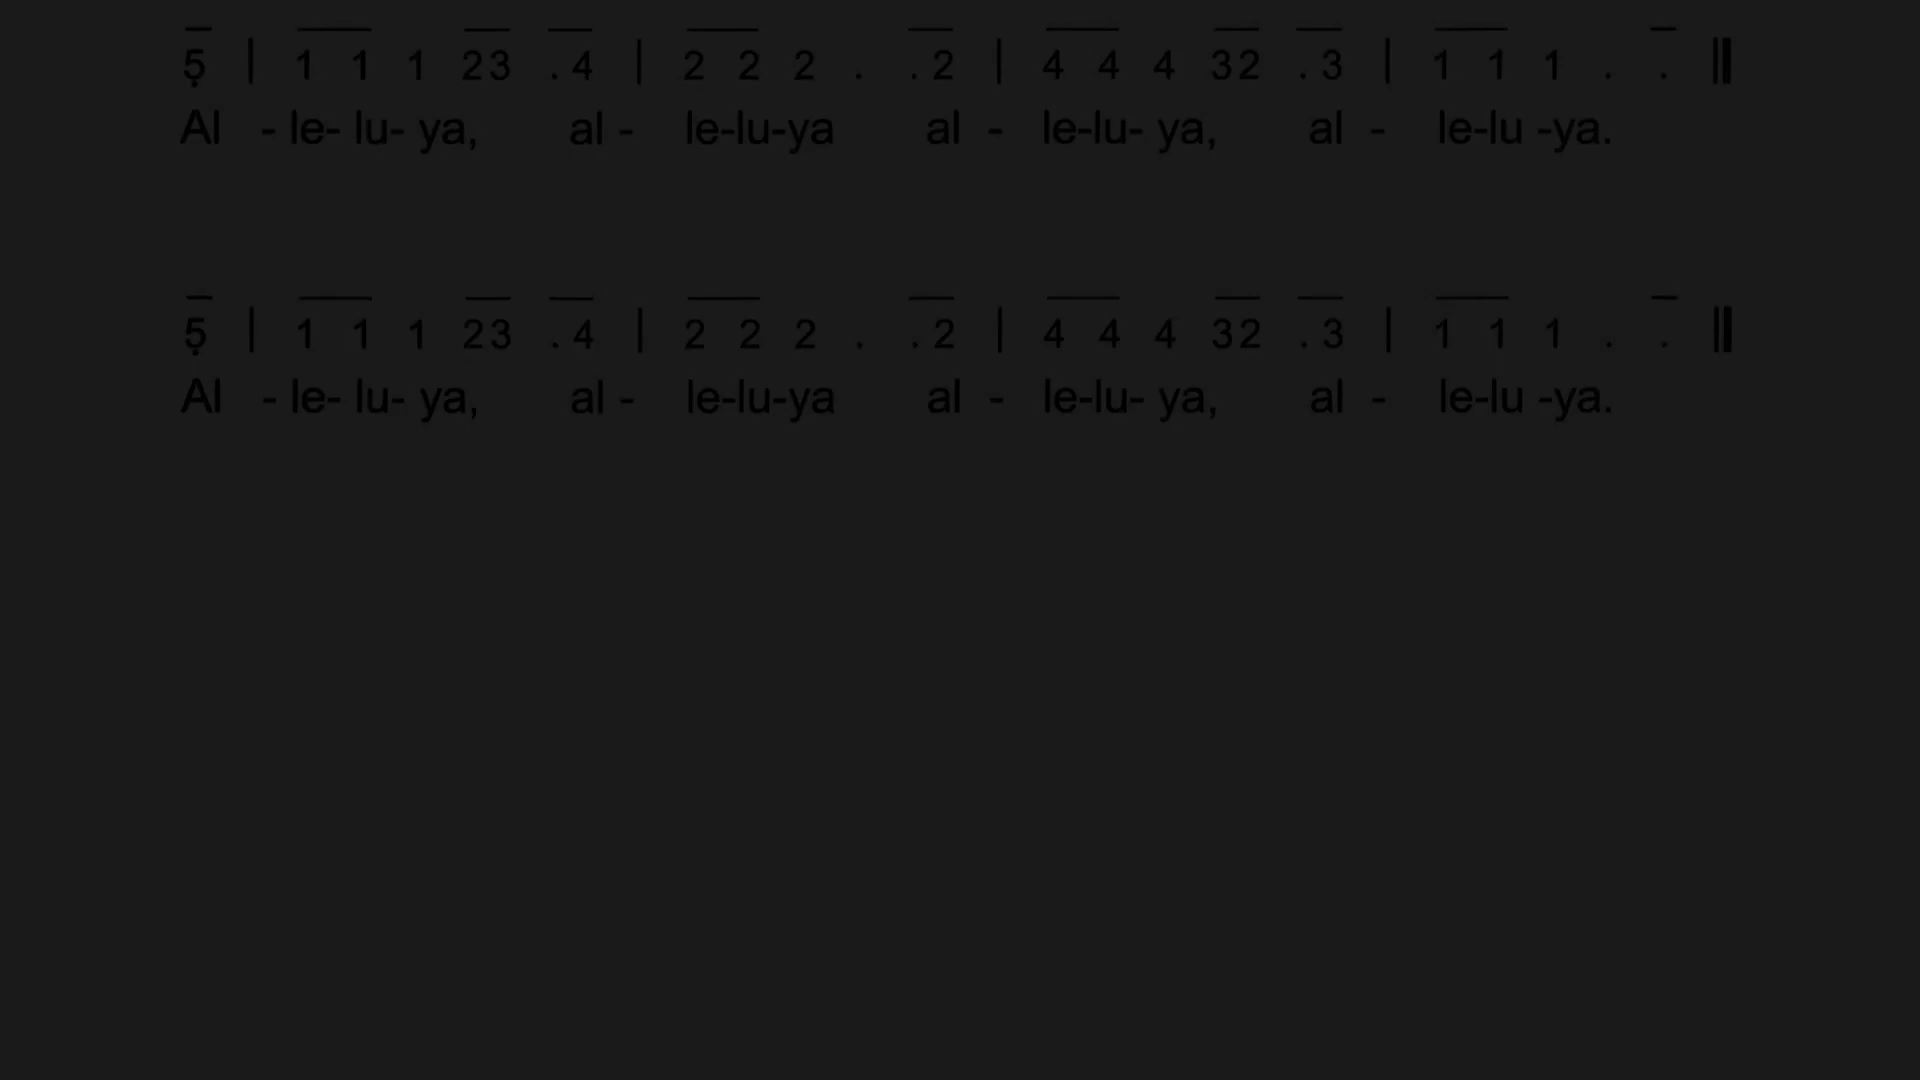 5̣ | 1 1 1 23 .4 | 2 2 2 . .2 | 4 4 4 32 .3 | 1 1 1 . . ||
Al - le- lu- ya, al - le-lu-ya al - le-lu- ya, al - le-lu -ya.
5̣ | 1 1 1 23 .4 | 2 2 2 . .2 | 4 4 4 32 .3 | 1 1 1 . . ||
Al - le- lu- ya, al - le-lu-ya al - le-lu- ya, al - le-lu -ya.